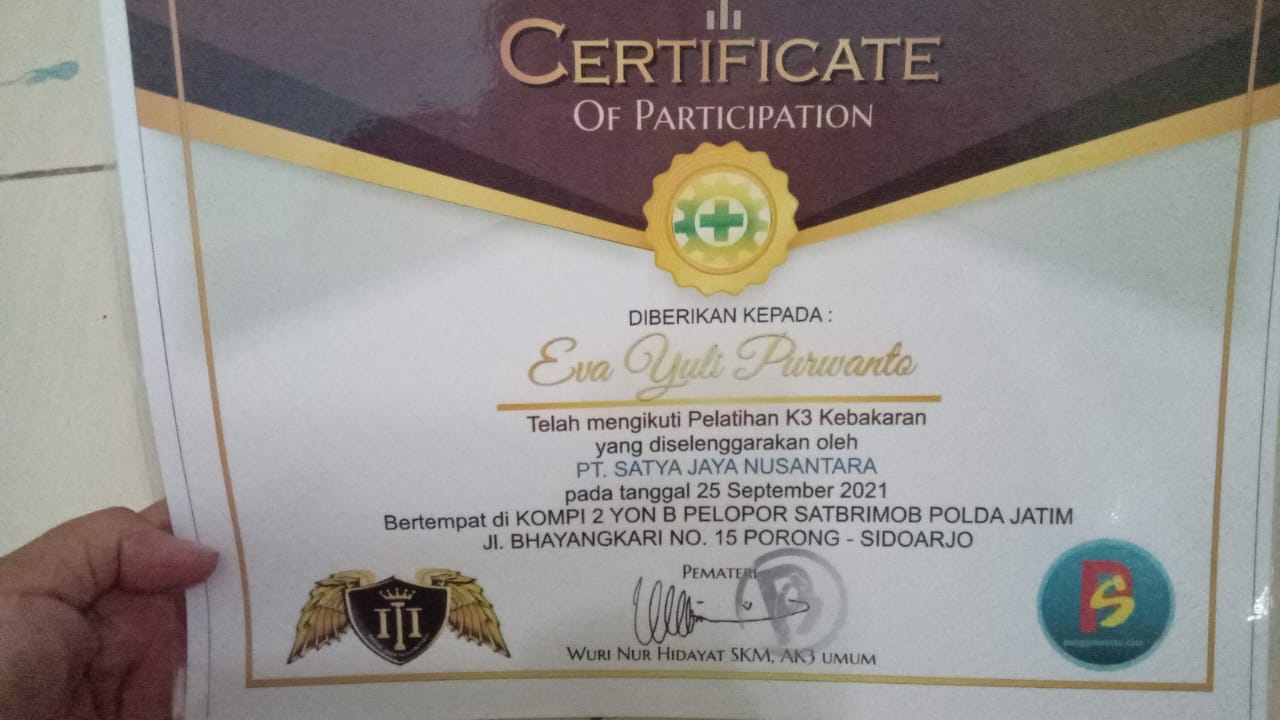 CERTIFICATE
OF PARTICIPATION
DIBERIKAN KEPADA :
Eva Yuli Purwanto
Telah mengikuti Pelatihan K3 Kebakaran
yang diselenggarakan oleh
PT. SATYA JAYA NUSANTARA
pada tanggal 25 September 2021
Bertempat di KOMPI 2 YON B PELOPOR SATBRIMOB POLDA JATIM
Jl. BHAYANGKARI NO. 15 PORONG - SIDOARJO
PEMATERI
WURI NUR HIDAYAT SKM, AK3 UMUM
PS